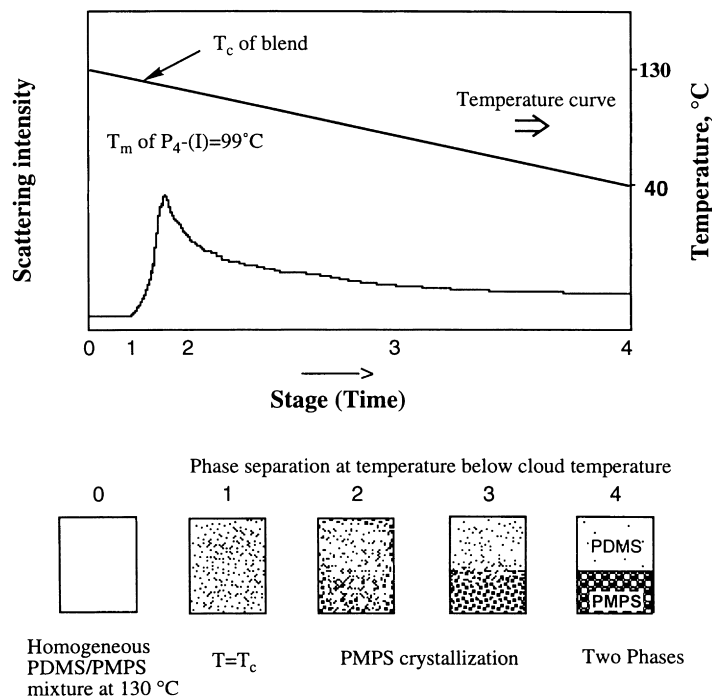 T_c of blend
130
Temperature curve
T_m of P_4-(I)=99˚C
40
Scattering intensity
Temperature, °C
0 1 2 3 4
Stage (Time)
Phase separation at temperature below cloud temperature
0 1 2 3 4
PDMS
PMPS
Homogeneous
PDMS/PMPS
mixture at 130 °C
T=T_c
PMPS crystallization
Two Phases